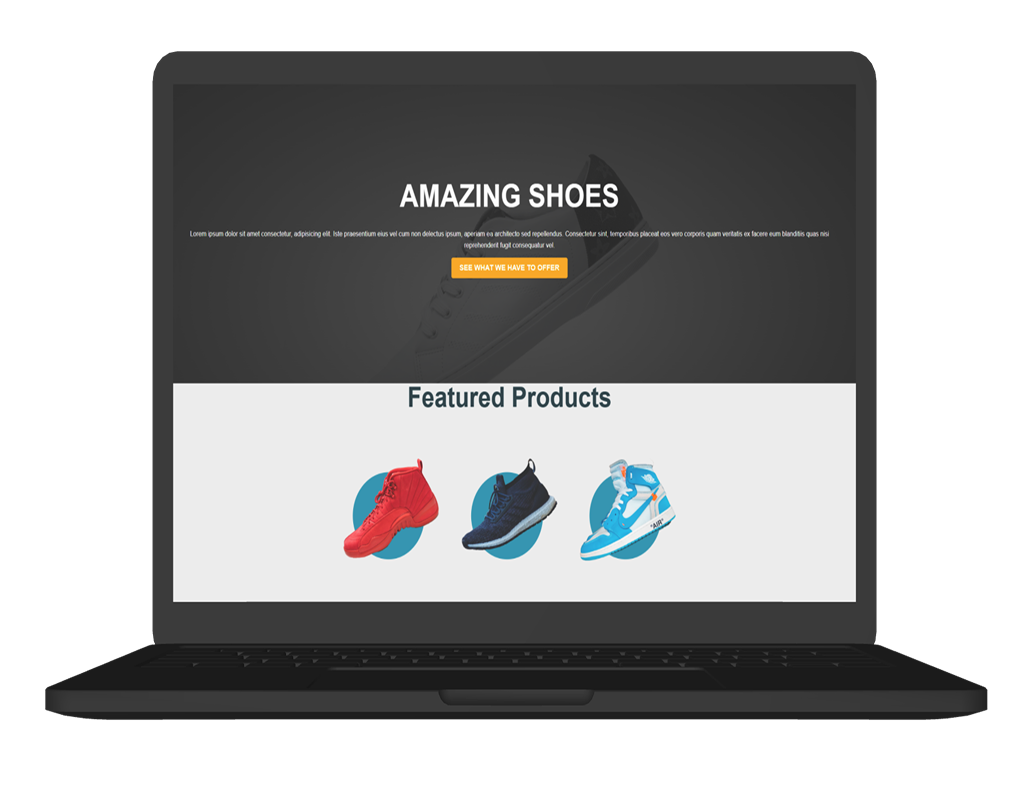 AMAZING SHOES
Lorem ipsum dolor sit amet consectetur, adipisicing elit. Iste praesentium eius vel cum non delectus ipsum, aperiam eos architecto sed repellendus. Consectetur sint, temporibus placeat eos vero corporis quam veritatis ex facere eum blanditiis quas nisi
reprehenderit fugit consequatur vel.
SEE WHAT WE HAVE TO OFFER
Featured Products
"AIR"